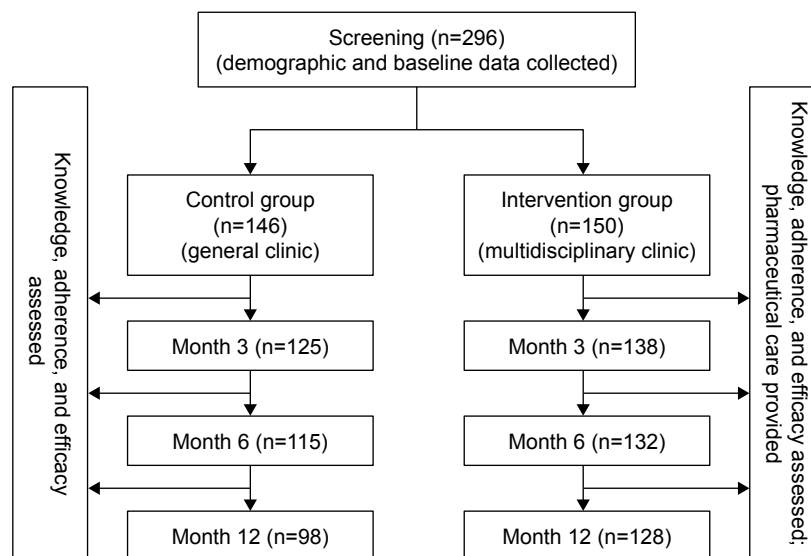 Screening (n=296)
(demographic and baseline data collected)
Knowledge, adherence, and efficacy
assessed
Control group
(n=146)
(general clinic)
Intervention group
(n=150)
(multidisciplinary clinic)
Knowledge, adherence, and efficacy assessed;
pharmaceutical care provided
Month 3 (n=125)
Month 3 (n=138)
Month 6 (n=115)
Month 6 (n=132)
Month 12 (n=98)
Month 12 (n=128)